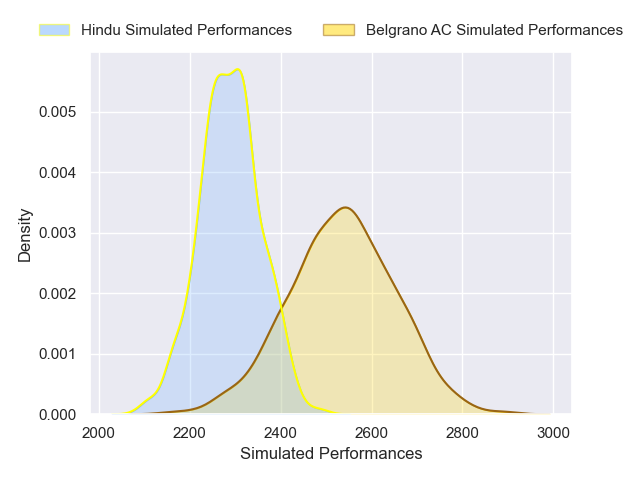 Hindu Simulated Performances
Belgrano AC Simulated Performances
0.005
0.004
0.003
0.002
0.001
0.000
Density
2000 2200 2400 2600 2800 3000
Simulated Performances